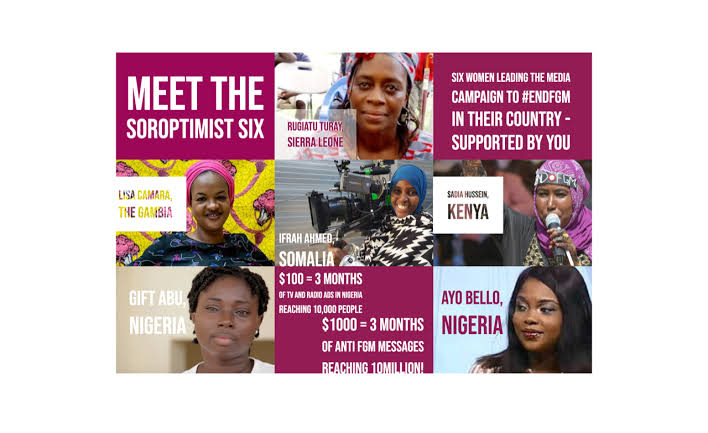 MEET THE
SOROPTIMIST SIX
RUGIATU TURAY,
SIERRA LEONE
SIX WOMEN LEADING THE MEDIA
CAMPAIGN TO #ENDFGM
IN THEIR COUNTRY -
SUPPORTED BY YOU
LISA CAMARA,
THE GAMBIA
IFRAH AHMED,
SOMALIA
SADIA HUSSEIN,
KENYA
NDFGM
GIFT ABU,
NIGERIA
$100 = 3 MONTHS
OF TV AND RADIO ADS IN NIGERIA
REACHING 10,000 PEOPLE
$1000 = 3 MONTHS
OF ANTI FGM MESSAGES
REACHING 10MILLION!
AYO BELLO,
NIGERIA